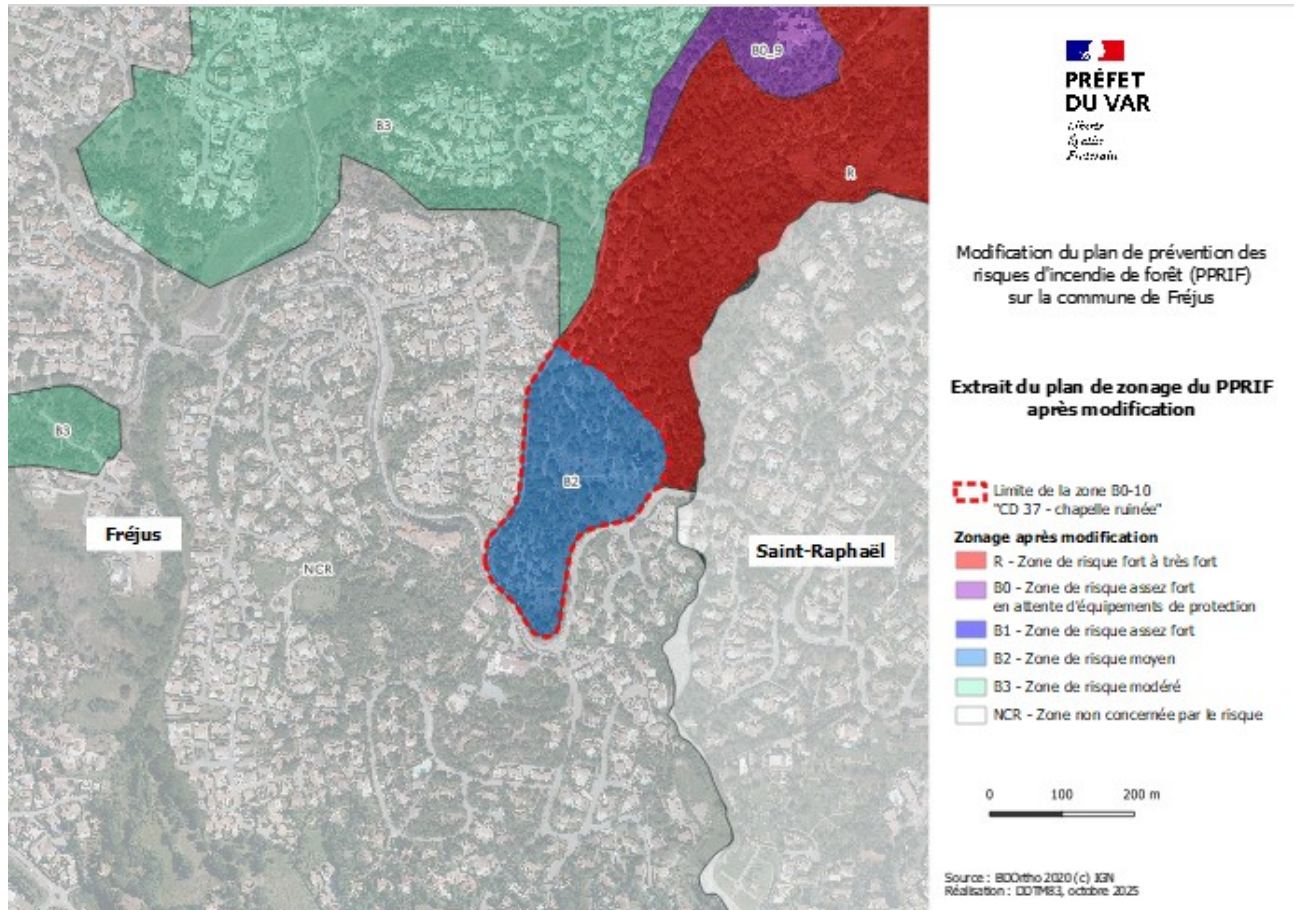 B0_9
B3
R
B3
B2
Fréjus
NCR
Saint-Raphaël
PRÉFET
DU VAR
Liberté
Égalité
Fraternité
Modification du plan de prévention des
risques d'incendie de forêt (PPRIF)
sur la commune de Fréjus
Extrait du plan de zonage du PPRIF
après modification
Limite de la zone B0-10
"CD 37 - chapelle ruinée"
Zonage après modification
R - Zone de risque fort à très fort
B0 - Zone de risque assez fort
en attente d'équipements de protection
B1 - Zone de risque assez fort
B2 - Zone de risque moyen
B3 - Zone de risque modéré
NCR - Zone non concernée par le risque
0 100 200 m
Source : BDOrtho 2020 (c) IGN
Réalisation : DDTM83, octobre 2025